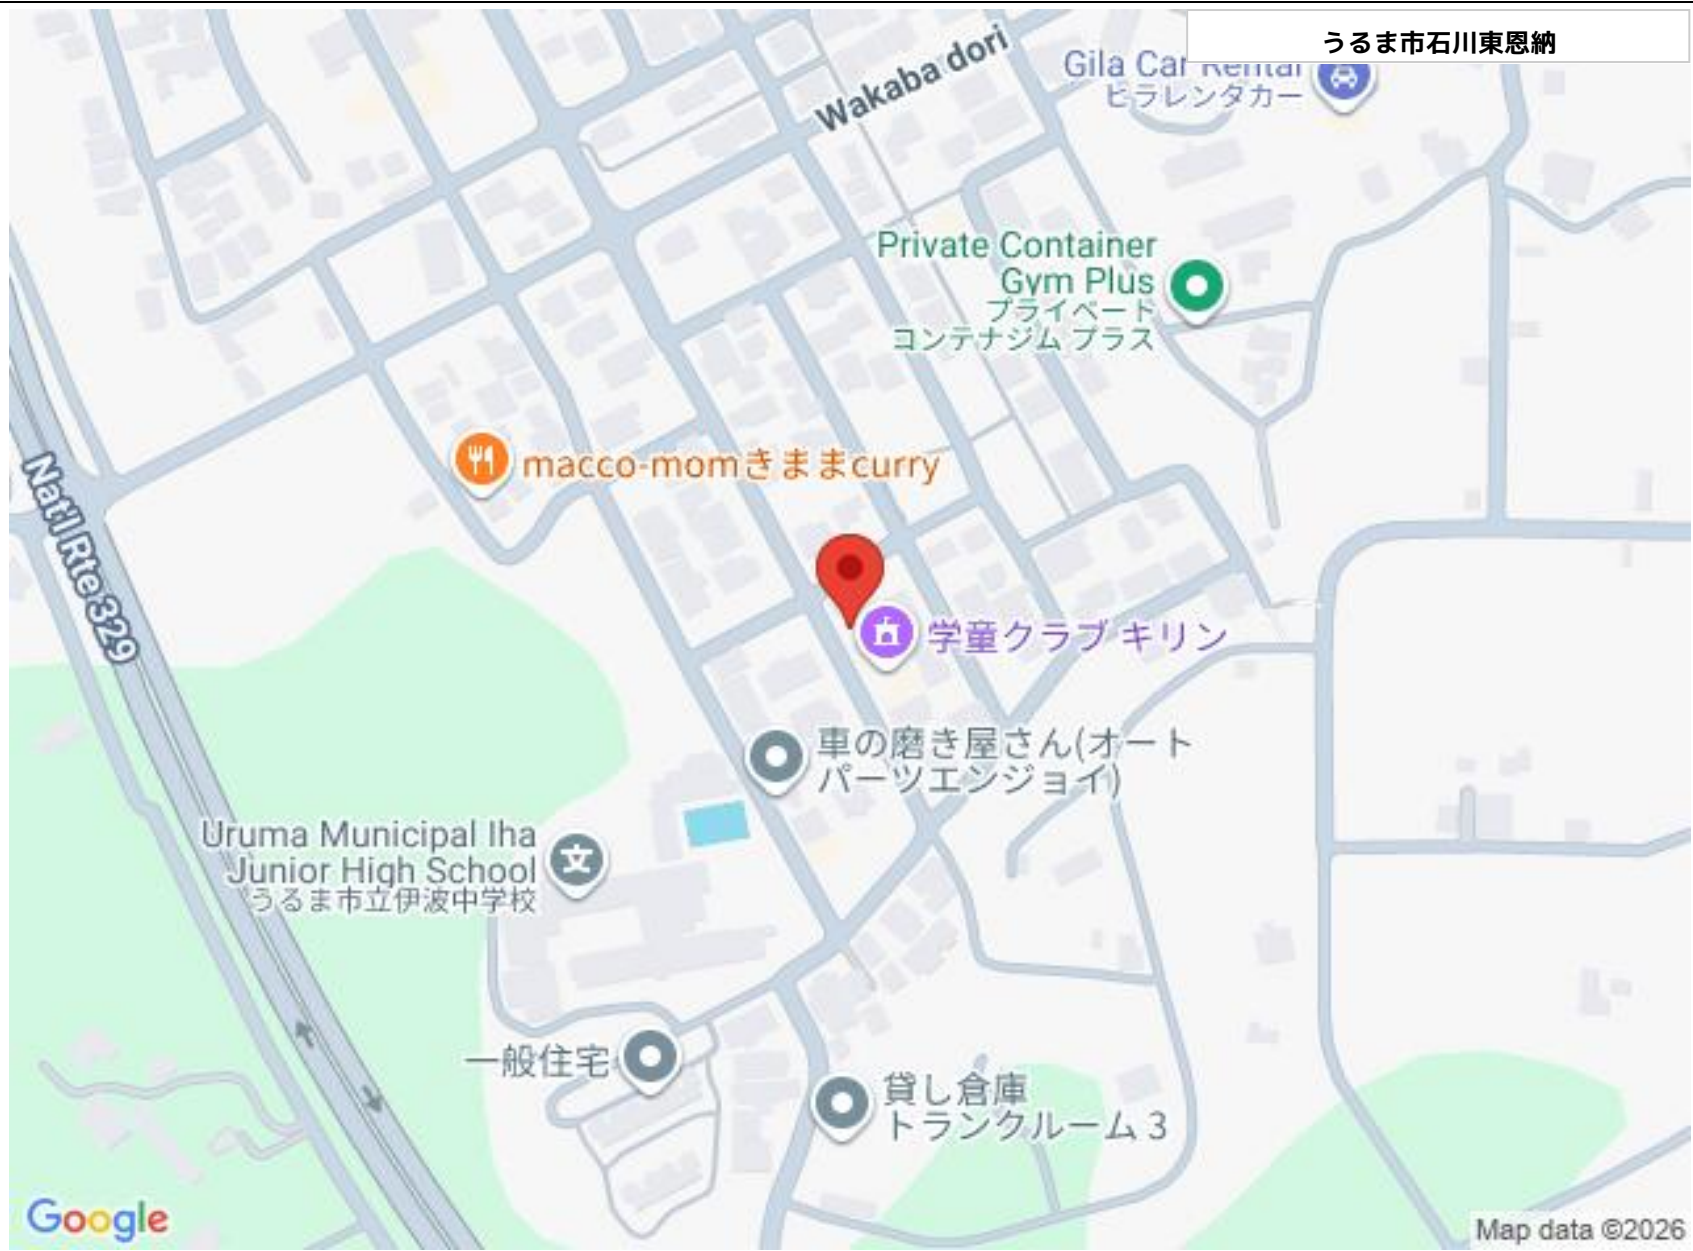 うるま市石川東恩納
Wakaba dori
Gila Car Rental
ヒラレンタカー
Private Container
Gym Plus
プライベート
コンテナジム プラス
macco-momきままcurry
Nat'l Rte 329
学童クラブ キリン
車の磨き屋さん(オート
パーツエンジョイ)
Uruma Municipal Iha
Junior High School
うるま市立伊波中学校
一般住宅
貸し倉庫
トランクルーム 3
Google
Map data ©2026